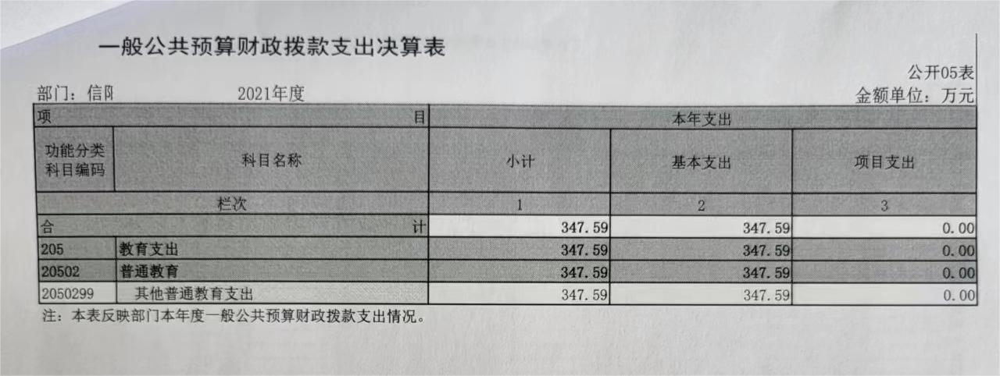 一般公共预算财政拨款支出决算表
公开05表
部门：信阳 2021年度 金额单位：万元
项 目 本年支出
功能分类科目编码 科目名称 小计 基本支出 项目支出
栏次 1 2 3
合 计 347.59 347.59 0.00
205 教育支出 347.59 347.59 0.00
20502 普通教育 347.59 347.59 0.00
2050299 其他普通教育支出 347.59 347.59 0.00
注：本表反映部门本年度一般公共预算财政拨款支出情况。